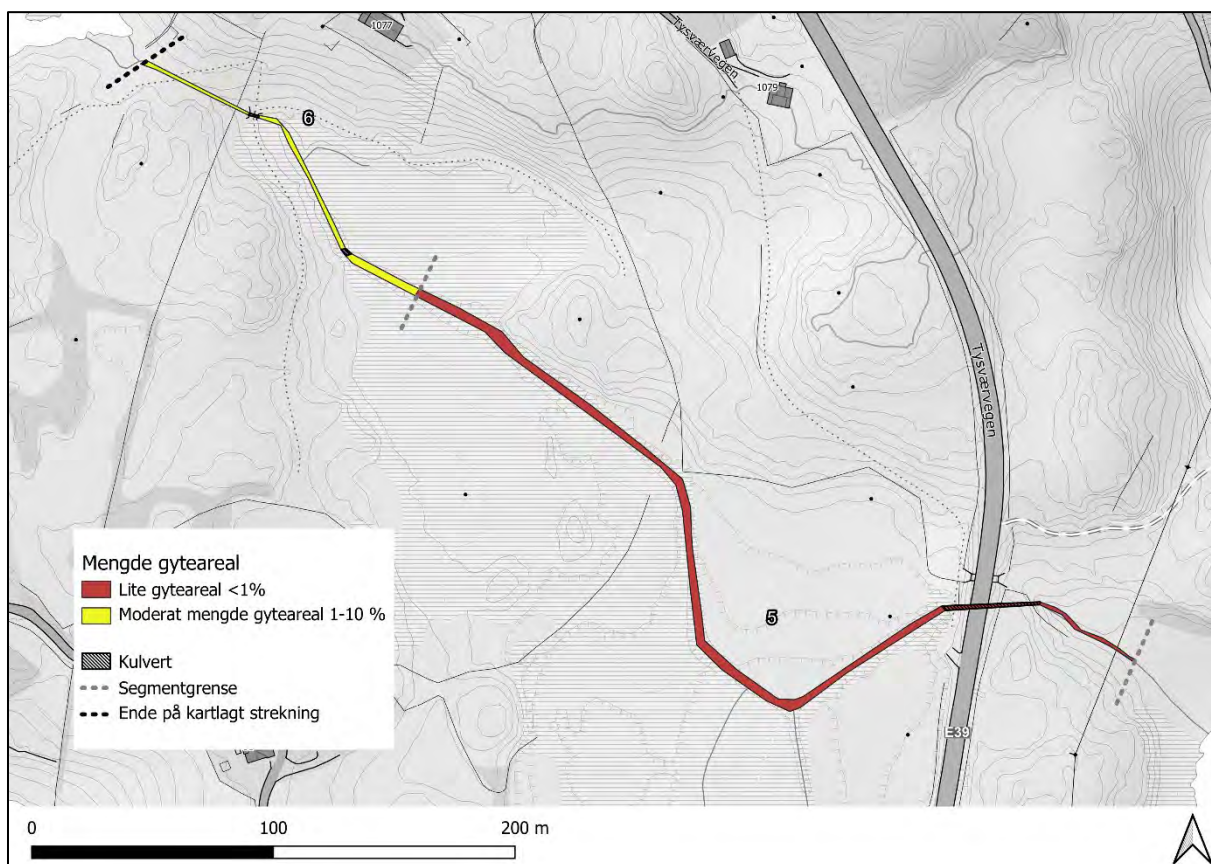 1077
Tysværvegen
1079
6
Tysværvegen
Mengde gyteareal
Lite gyteareal <1%
Moderat mengde gyteareal 1-10 %
5
Kulvert
Segmentgrense
Ende på kartlagt strekning
E39
0
100
200 m